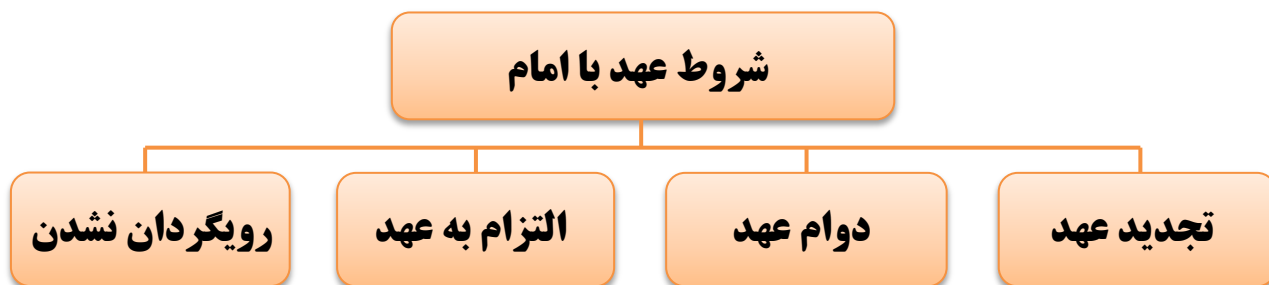 شروط عهد با امام
تجدید عهد
دوام عهد
التزام به عهد
رویگردان نشدن